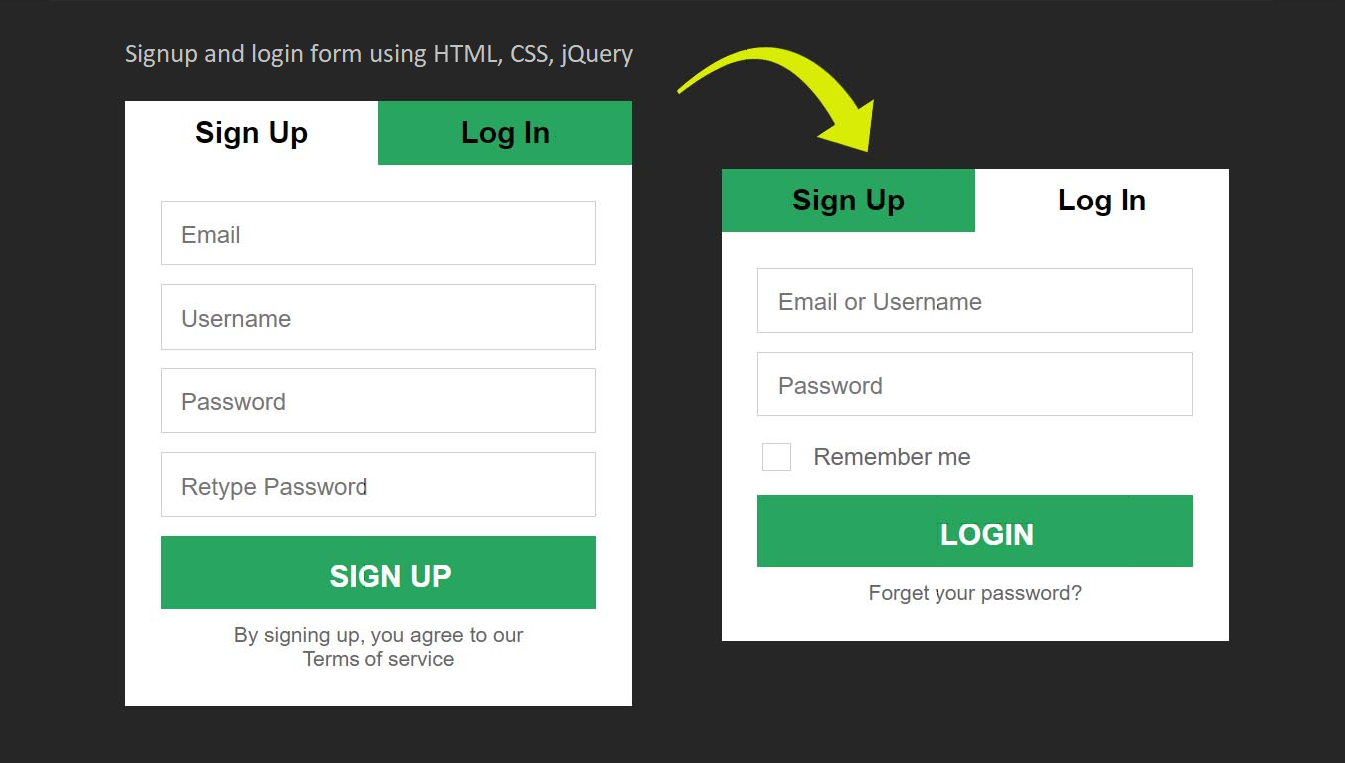 Signup and login form using HTML, CSS, jQuery
Sign Up
Log In
Email
Username
Password
Retype Password
SIGN UP
By signing up, you agree to our
Terms of service
Sign Up
Log In
Email or Username
Password
Remember me
LOGIN
Forget your password?